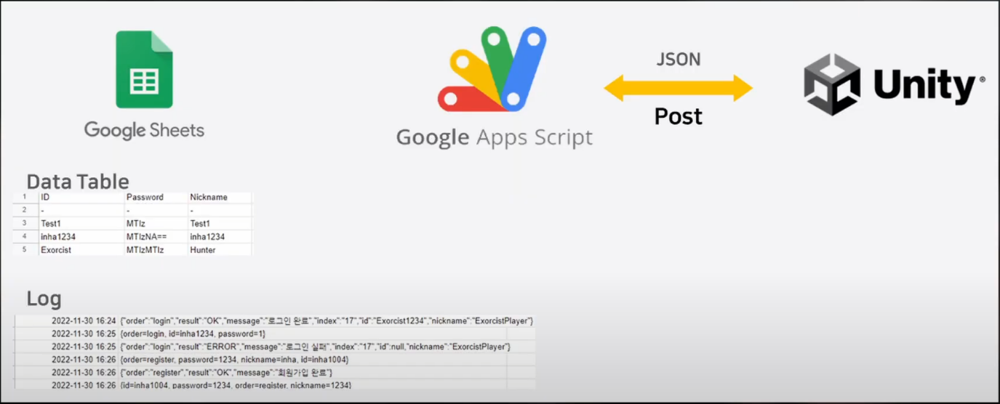 Google Sheets
Google Apps Script
JSON
Post
Unity®
Data Table
1 ID Password Nickname
2 - - -
3 Test1 MTIz Test1
4 inha1234 MTIzNA== inha1234
5 Exorcist MTIzMTIz Hunter
Log
2022-11-30 16:24 {"order":"login","result":"OK","message":"로그인 완료","index":"17","id":"Exorcist1234","nickname":"ExorcistPlayer"}
2022-11-30 16:25 {order=login, id=inha1234, password=1}
2022-11-30 16:25 {"order":"login","result":"ERROR","message":"로그인 실패","index":"17","id":null,"nickname":"ExorcistPlayer"}
2022-11-30 16:26 {order=register, password=1234, nickname=inha, id=inha1004}
2022-11-30 16:26 {"order":"register","result":"OK","message":"회원가입 완료"}
2022-11-30 16:26 {id=inha1004, password=1234, order=register, nickname=1234}